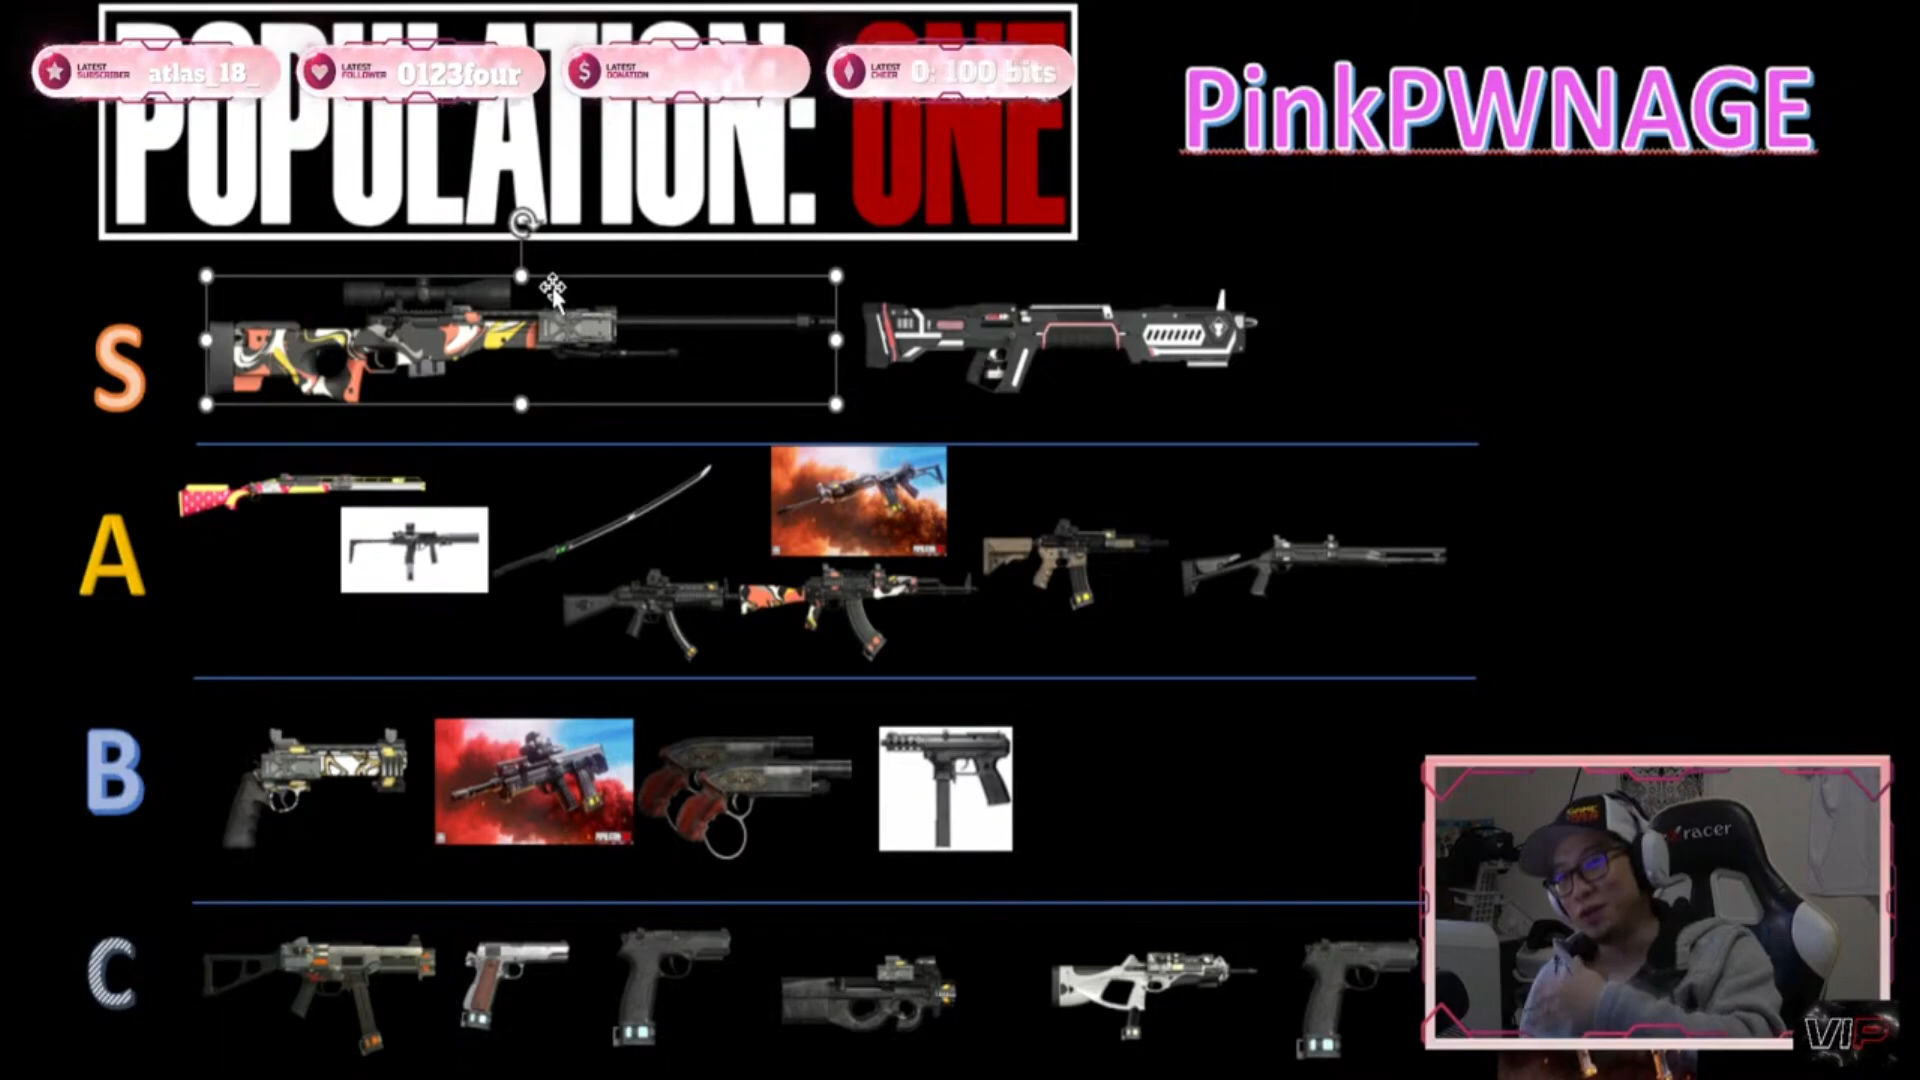 POPULATION: ONE
LATEST SUBSCRIBER atlas_18_
LATEST FOLLOWER 0123four
LATEST DONATION
LATEST CHEER 0: 100 bits
PinkPWNAGE
S
A
B
C
racer
VIP